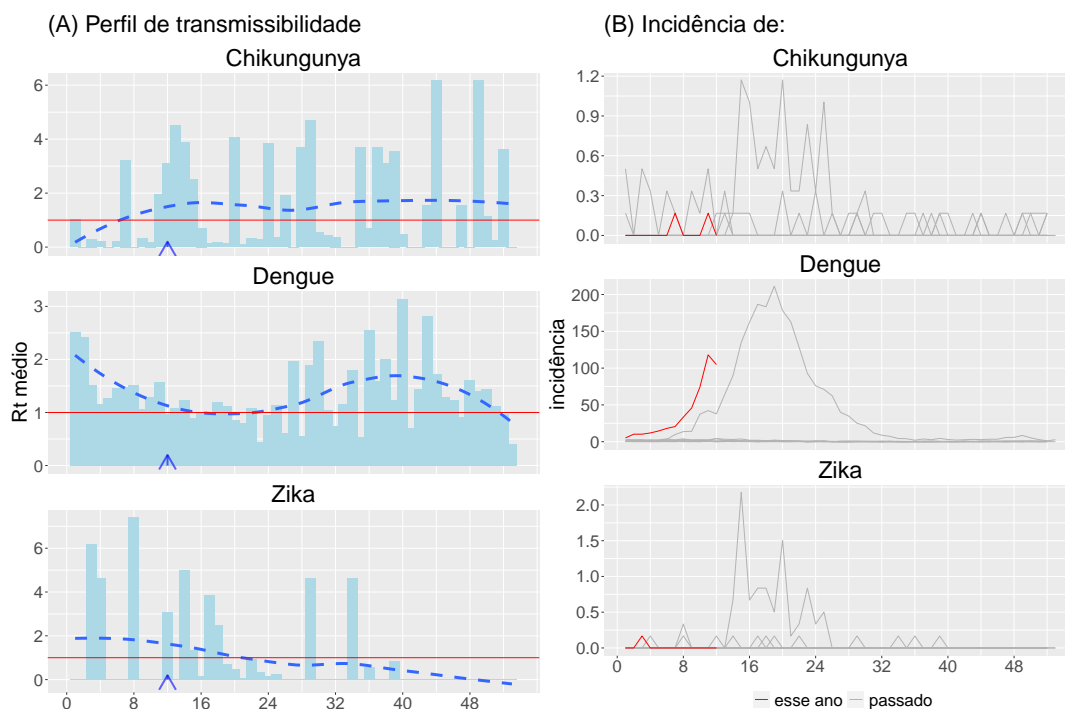 (A) Perfil de transmissibilidade
Chikungunya
6
4
2
0
Dengue
3
2
1
0
Rt médio
Zika
6
4
2
0
0 8 16 24 32 40 48
(B) Incidência de:
Chikungunya
1.2
0.9
0.6
0.3
0.0
Dengue
200
150
100
50
0
incidência
Zika
2.0
1.5
1.0
0.5
0.0
0 8 16 24 32 40 48
esse ano passado